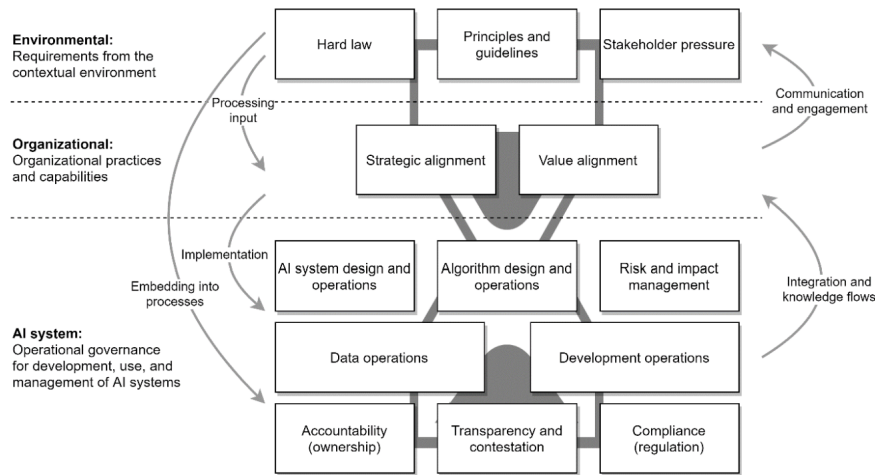 Environmental:
Requirements from the
contextual environment
Hard law
Principles and
guidelines
Stakeholder pressure
Processing
input
Communication
and engagement
Organizational:
Organizational practices
and capabilities
Strategic alignment
Value alignment
Implementation
Embedding into
processes
AI system design and
operations
Algorithm design and
operations
Risk and impact
management
Integration and
knowledge flows
AI system:
Operational governance
for development, use, and
management of AI systems
Data operations
Development operations
Accountability
(ownership)
Transparency and
contestation
Compliance
(regulation)